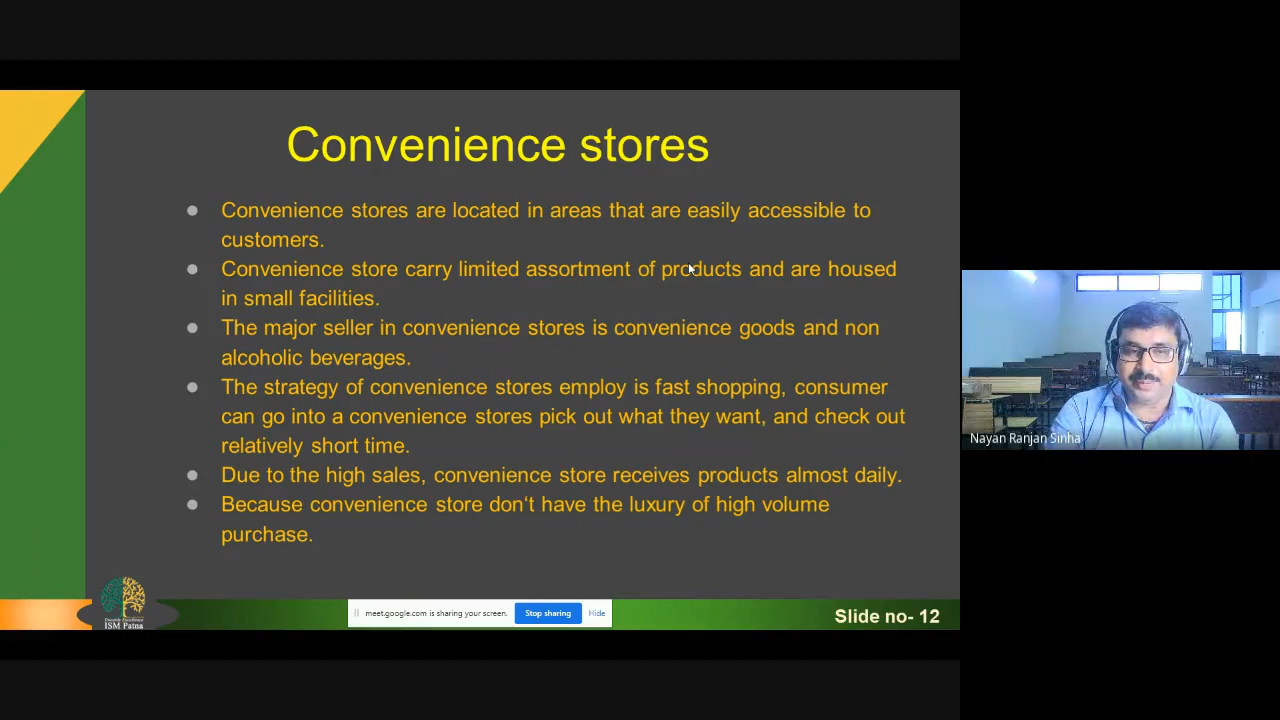 Convenience stores
● Convenience stores are located in areas that are easily accessible to
customers.
● Convenience store carry limited assortment of products and are housed
in small facilities.
● The major seller in convenience stores is convenience goods and non
alcoholic beverages.
● The strategy of convenience stores employ is fast shopping, consumer
can go into a convenience stores pick out what they want, and check out
relatively short time.
● Due to the high sales, convenience store receives products almost daily.
● Because convenience store don‘t have the luxury of high volume
purchase.
Nayan Ranjan Sinha
Towards Excellence
ISM Patna
meet.google.com is sharing your screen.
Stop sharing
Hide
Slide no- 12